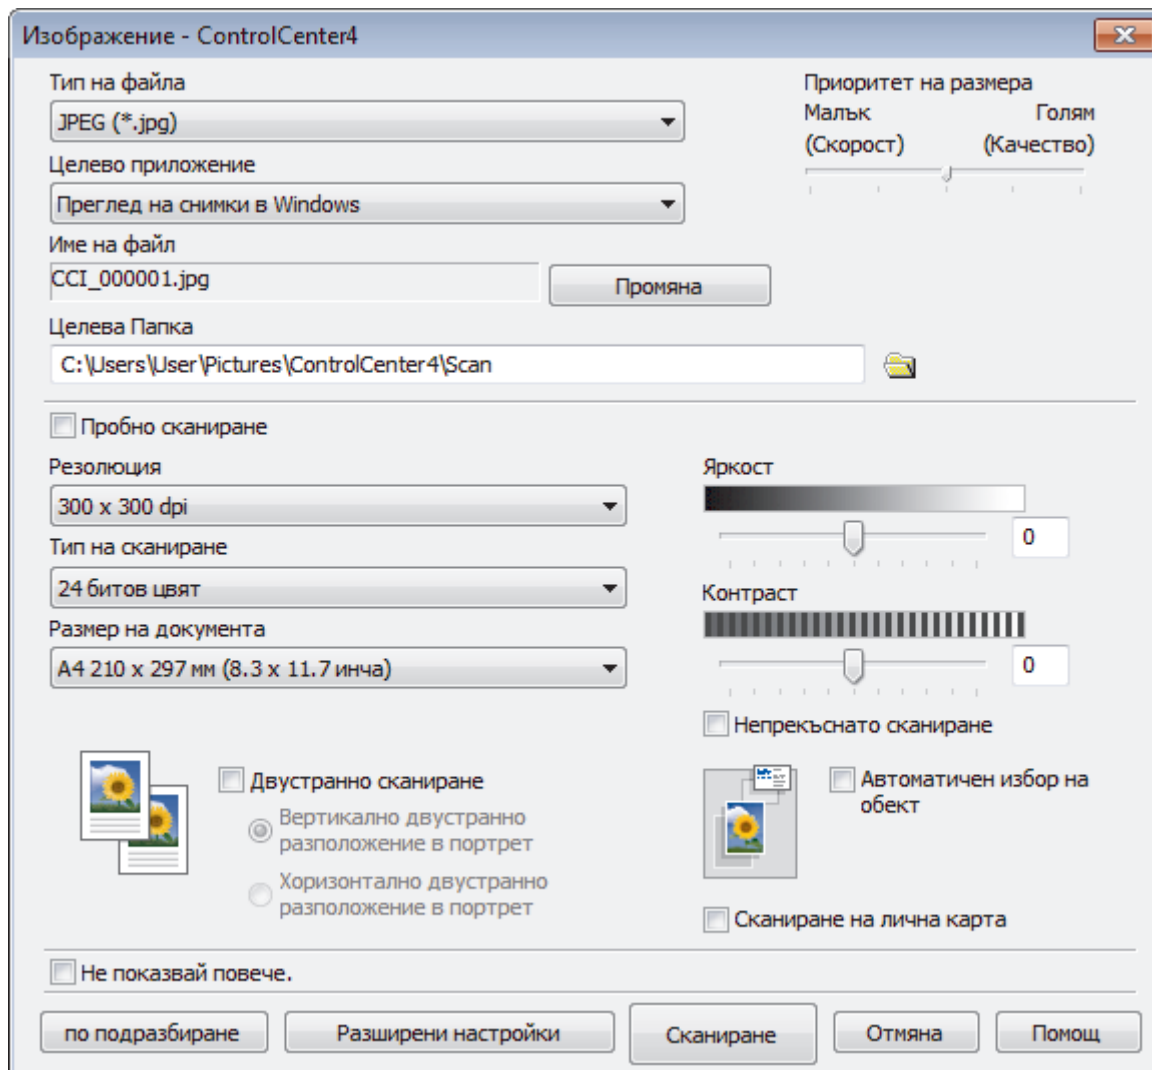 Изображение - ControlCenter4
Тип на файла
JPEG (*.jpg)
Целево приложение
Преглед на снимки в Windows
Име на файл
CCI_000001.jpg
Промяна
Целева Папка
C:\Users\User\Pictures\ControlCenter4\Scan
Приоритет на размера
Малък Голям
(Скорост) (Качество)
Пробно сканиране
Резолюция
300 x 300 dpi
Тип на сканиране
24 битов цвят
Размер на документа
A4 210 x 297 мм (8.3 x 11.7 инча)
Яркост
0
Контраст
0
Непрекъснато сканиране
Двустранно сканиране
Вертикално двустранно
разположение в портрет
Хоризонтално двустранно
разположение в портрет
Автоматичен избор на
обект
Сканиране на лична карта
Не показвай повече.
по подразбиране
Разширени настройки
Сканиране
Отмяна
Помощ